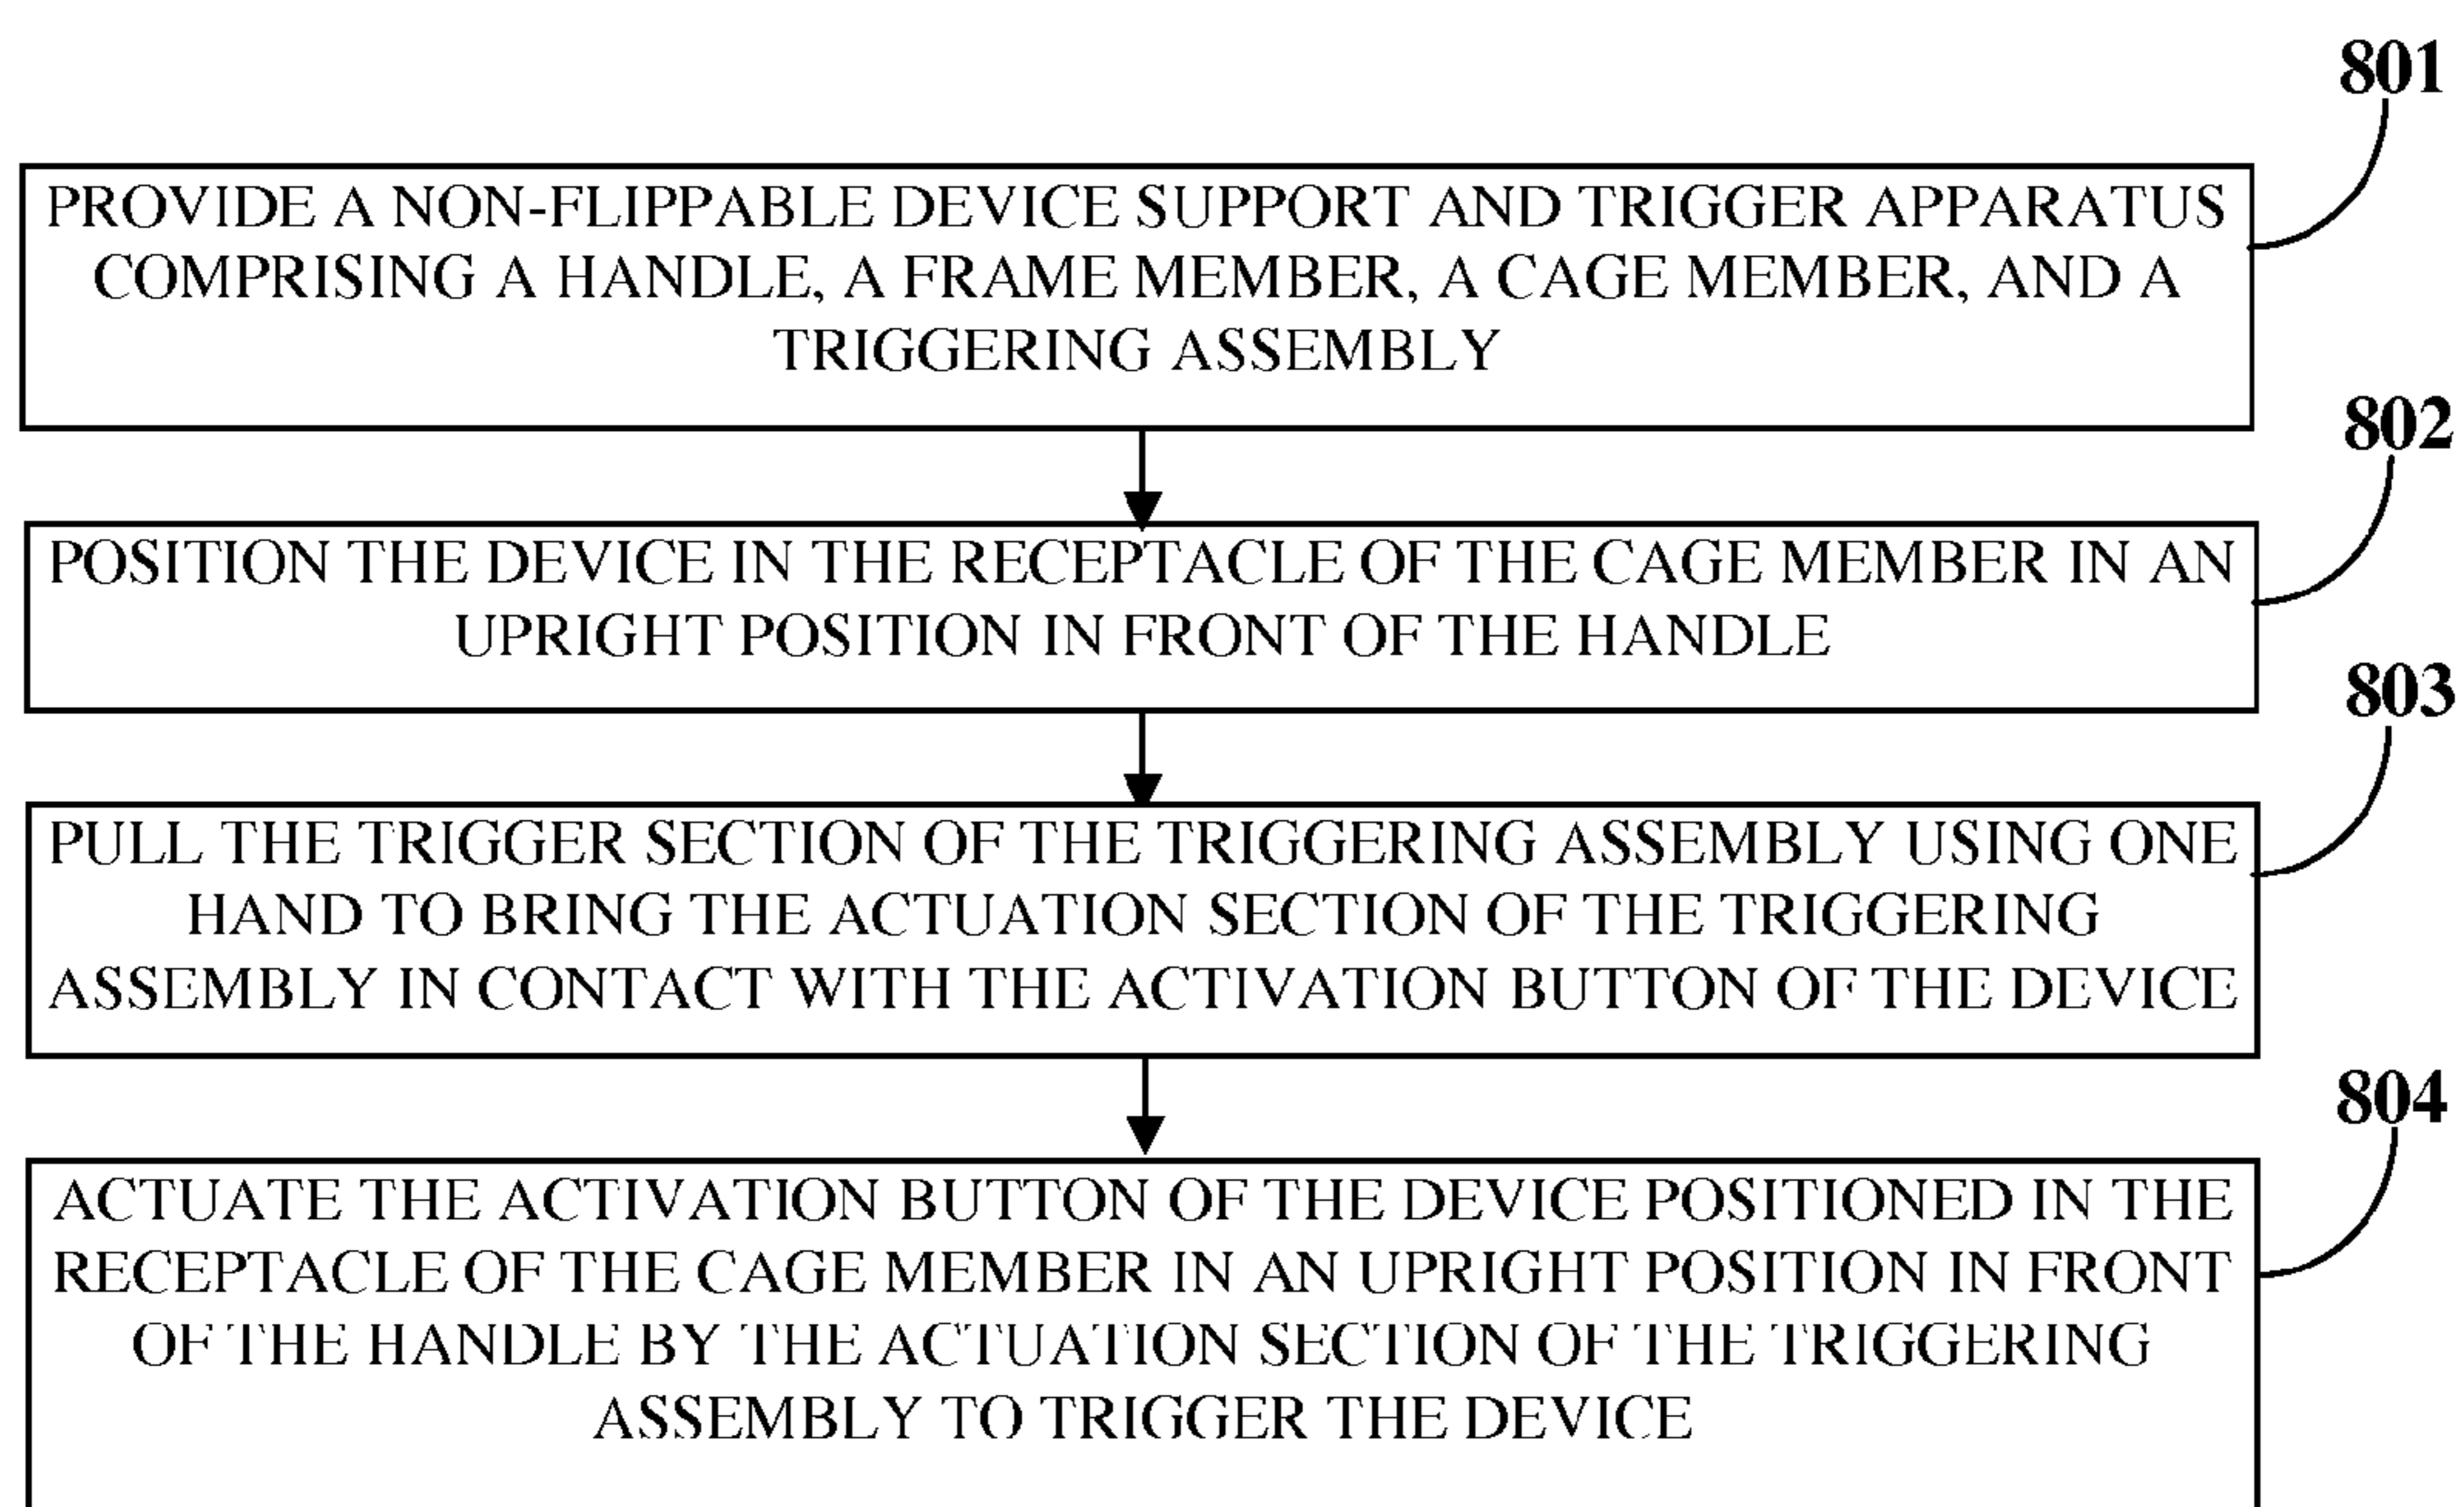 801
PROVIDE A NON-FLIPPABLE DEVICE SUPPORT AND TRIGGER APPARATUS
COMPRISING A HANDLE, A FRAME MEMBER, A CAGE MEMBER, AND A
TRIGGERING ASSEMBLY
802
POSITION THE DEVICE IN THE RECEPTACLE OF THE CAGE MEMBER IN AN
UPRIGHT POSITION IN FRONT OF THE HANDLE
803
PULL THE TRIGGER SECTION OF THE TRIGGERING ASSEMBLY USING ONE
HAND TO BRING THE ACTUATION SECTION OF THE TRIGGERING
ASSEMBLY IN CONTACT WITH THE ACTIVATION BUTTON OF THE DEVICE
804
ACTUATE THE ACTIVATION BUTTON OF THE DEVICE POSITIONED IN THE
RECEPTACLE OF THE CAGE MEMBER IN AN UPRIGHT POSITION IN FRONT
OF THE HANDLE BY THE ACTUATION SECTION OF THE TRIGGERING
ASSEMBLY TO TRIGGER THE DEVICE